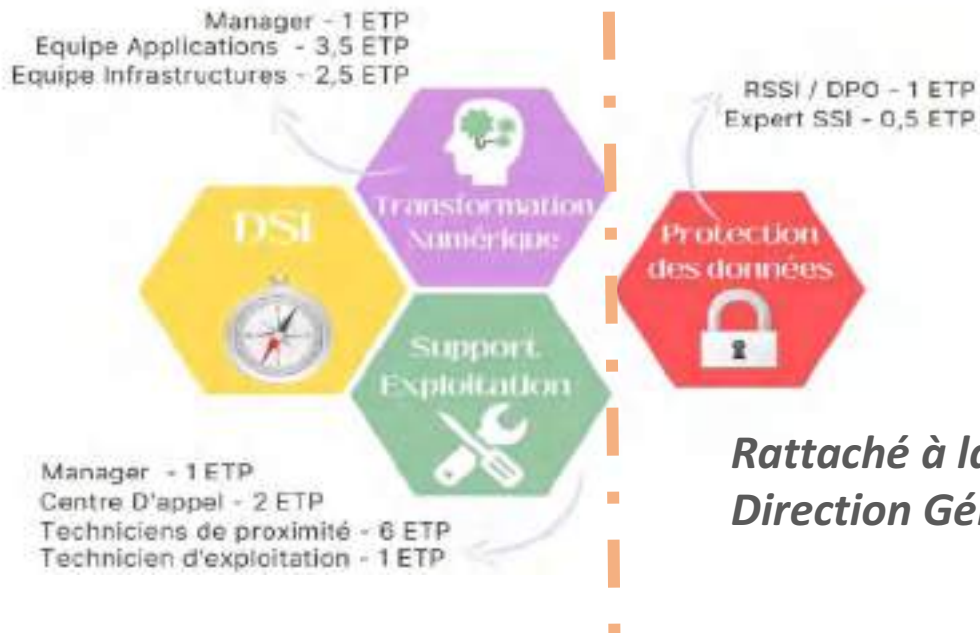 Manager - 1 ETP
Equipe Applications - 3,5 ETP
Equipe Infrastructures - 2,5 ETP
RSSI / DPO - 1 ETP
Expert SSI - 0,5 ETP
DSI
Transformation
Numérique
Protection
des données
Support
Exploitation
Manager - 1 ETP
Centre D'appel - 2 ETP
Techniciens de proximité - 6 ETP
Technicien d'exploitation - 1 ETP
Rattaché à la
Direction